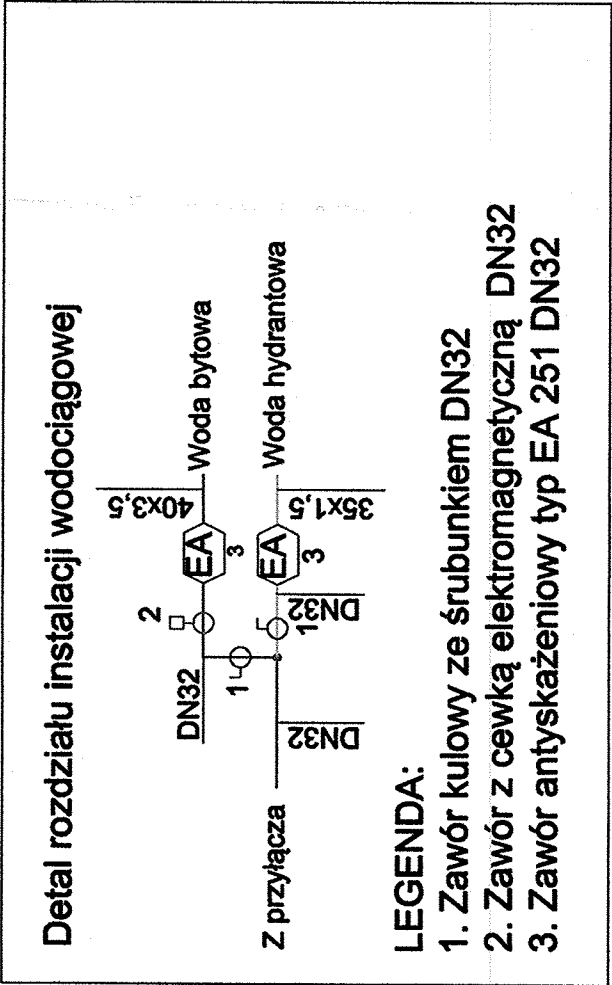 Detal rozdziału instalacji wodociągowej
2
DN32
EA
3
40x3,5
Woda bytowa
1
Z przyłącza
DN32
1
DN32
EA
3
35x1,5
Woda hydrantowa
LEGENDA:
1. Zawór kulowy ze śrubunkiem DN32
2. Zawór z cewką elektromagnetyczną DN32
3. Zawór antyskażeniowy typ EA 251 DN32